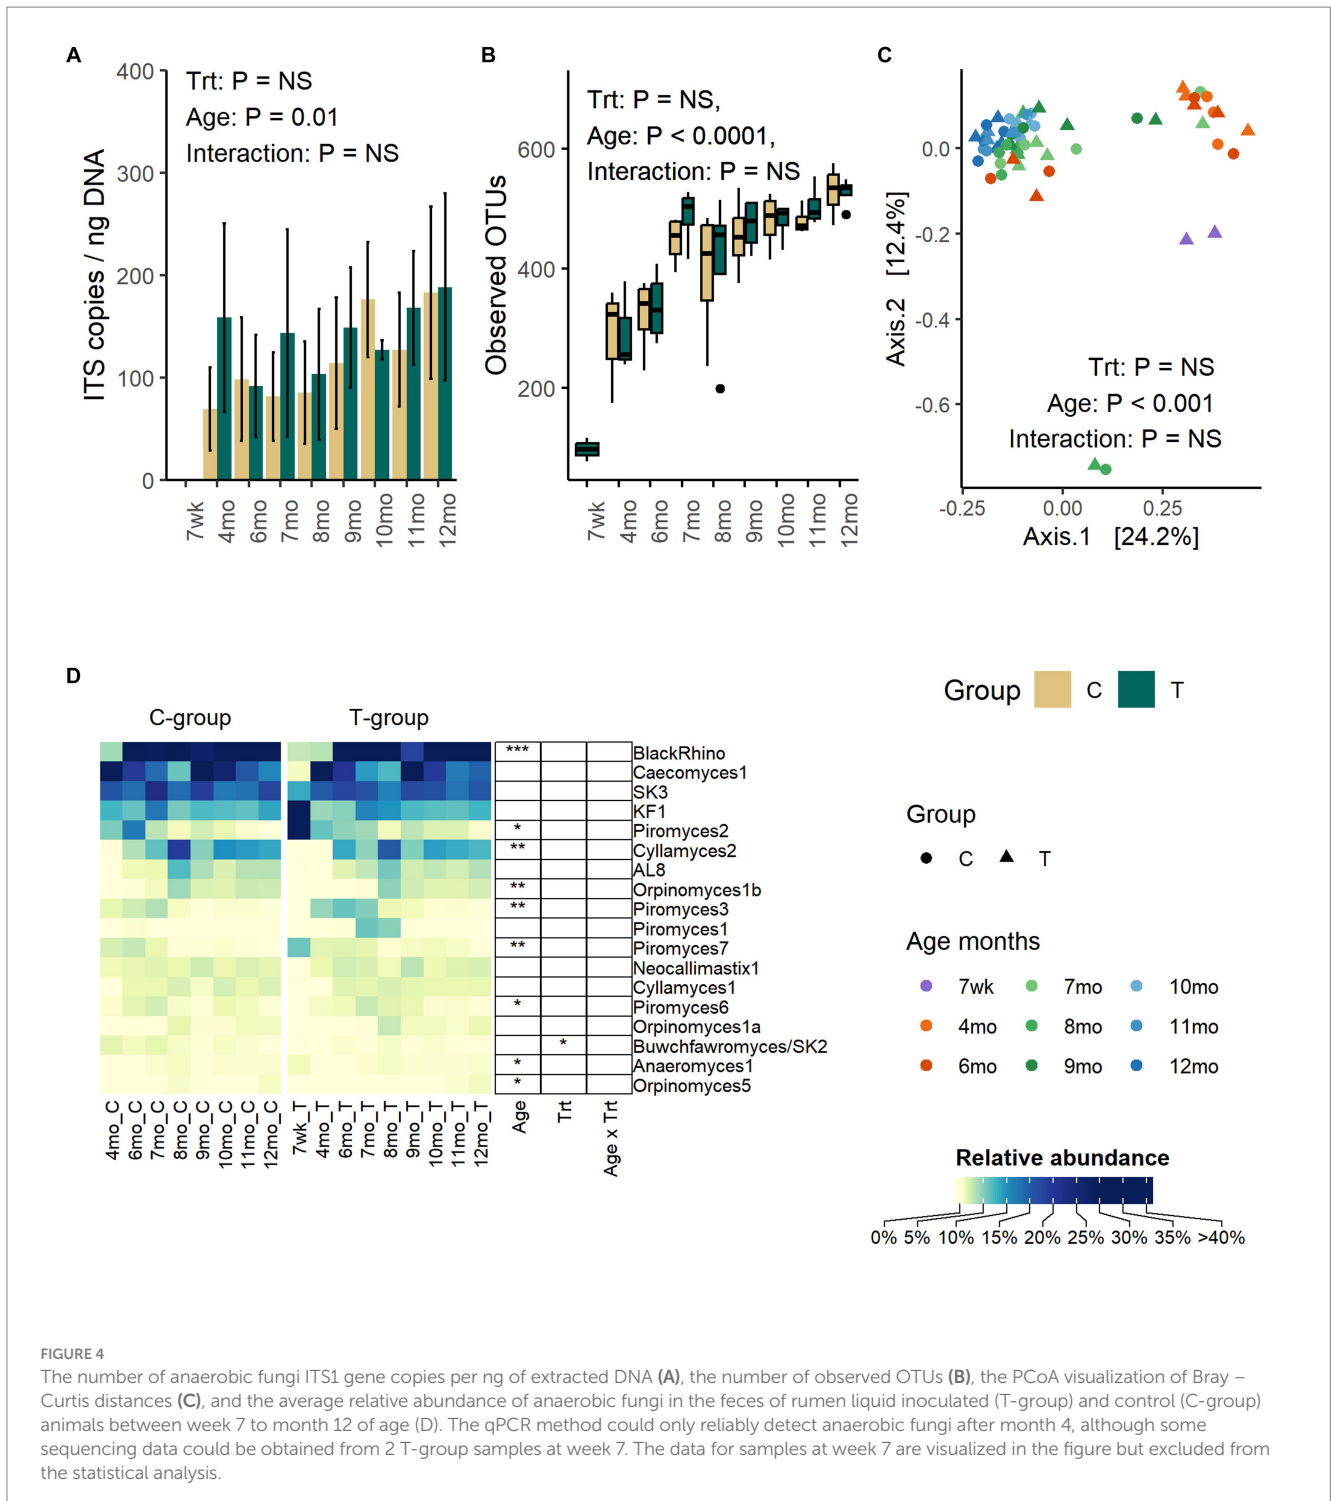 A
Trt: P = NS
Age: P = 0.01
Interaction: P = NS
ITS copies / ng DNA
400
300
200
100
0
7wk
4mo
6mo
7mo
8mo
9mo
10mo
11mo
12mo
B
Trt: P = NS,
Age: P < 0.0001,
Interaction: P = NS
Observed OTUs
600
400
200
7wk
4mo
6mo
7mo
8mo
9mo
10mo
11mo
12mo
C
Axis.2 [12.4%]
0.0
-0.2
-0.4
-0.6
Trt: P = NS
Age: P < 0.001
Interaction: P = NS
-0.25
0.00
0.25
Axis.1 [24.2%]
D
Group C T
C-group T-group
*** BlackRhino
Caecomyces1
SK3
KF1
* Piromyces2
** Cyllamyces2
AL8
** Orpinomyces1b
** Piromyces3
Piromyces1
** Piromyces7
Neocallimastix1
Cyllamyces1
* Piromyces6
Orpinomyces1a
* Buwchfawromyces/SK2
* Anaeromyces1
* Orpinomyces5
4mo_C
6mo_C
7mo_C
8mo_C
9mo_C
10mo_C
11mo_C
12mo_C
7wk_T
4mo_T
6mo_T
7mo_T
8mo_T
9mo_T
10mo_T
11mo_T
12mo_T
Age
Trt
Age x Trt
Group
C T
Age months
7wk 7mo 10mo
4mo 8mo 11mo
6mo 9mo 12mo
Relative abundance
0% 5% 10% 15% 20% 25% 30% 35% >40%
FIGURE 4
The number of anaerobic fungi ITS1 gene copies per ng of extracted DNA (A), the number of observed OTUs (B), the PCoA visualization of Bray –
Curtis distances (C), and the average relative abundance of anaerobic fungi in the feces of rumen liquid inoculated (T-group) and control (C-group)
animals between week 7 to month 12 of age (D). The qPCR method could only reliably detect anaerobic fungi after month 4, although some
sequencing data could be obtained from 2 T-group samples at week 7. The data for samples at week 7 are visualized in the figure but excluded from
the statistical analysis.